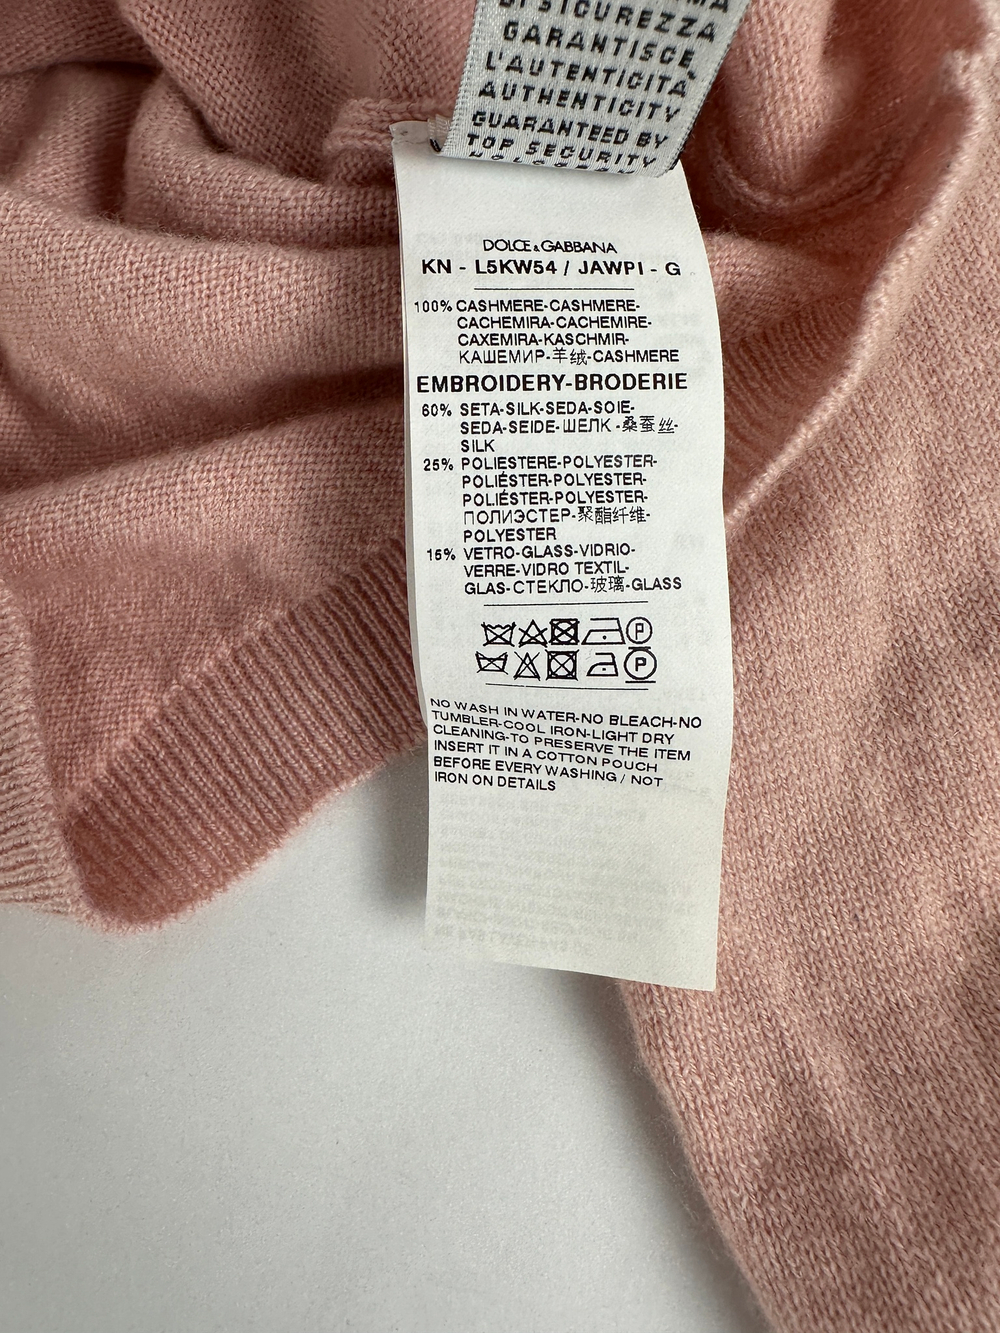 DI SICUREZZA
GARANTISCE
L'AUTENTICITÀ
AUTHENTICITY
GUARANTEED BY
TOP SECURITY
DOLCE & GABBANA
KN - L5KW54 / JAWPI - G
100% CASHMERE-CASHMERE-
CACHEMIRA-CACHEMIRE-
CAXEMIRA-KASCHMIR-
КАШЕМИР-羊绒-CASHMERE
EMBROIDERY-BRODERIE
60% SETA-SILK-SEDA-SOIE-
SEDA-SEIDE-ШЕЛК -桑蚕丝-
SILK
25% POLIESTERE-POLYESTER-
POLIÉSTER-POLYESTER-
POLIÉSTER-POLYESTER-
ПОЛИЭСТЕР-聚酯纤维-
POLYESTER
15% VETRO-GLASS-VIDRIO-
VERRE-VIDRO TEXTIL-
GLAS-СТЕКЛО-玻璃-GLASS
P
P
NO WASH IN WATER-NO BLEACH-NO
TUMBLER-COOL IRON-LIGHT DRY
CLEANING-TO PRESERVE THE ITEM
INSERT IT IN A COTTON POUCH
BEFORE EVERY WASHING / NOT
IRON ON DETAILS